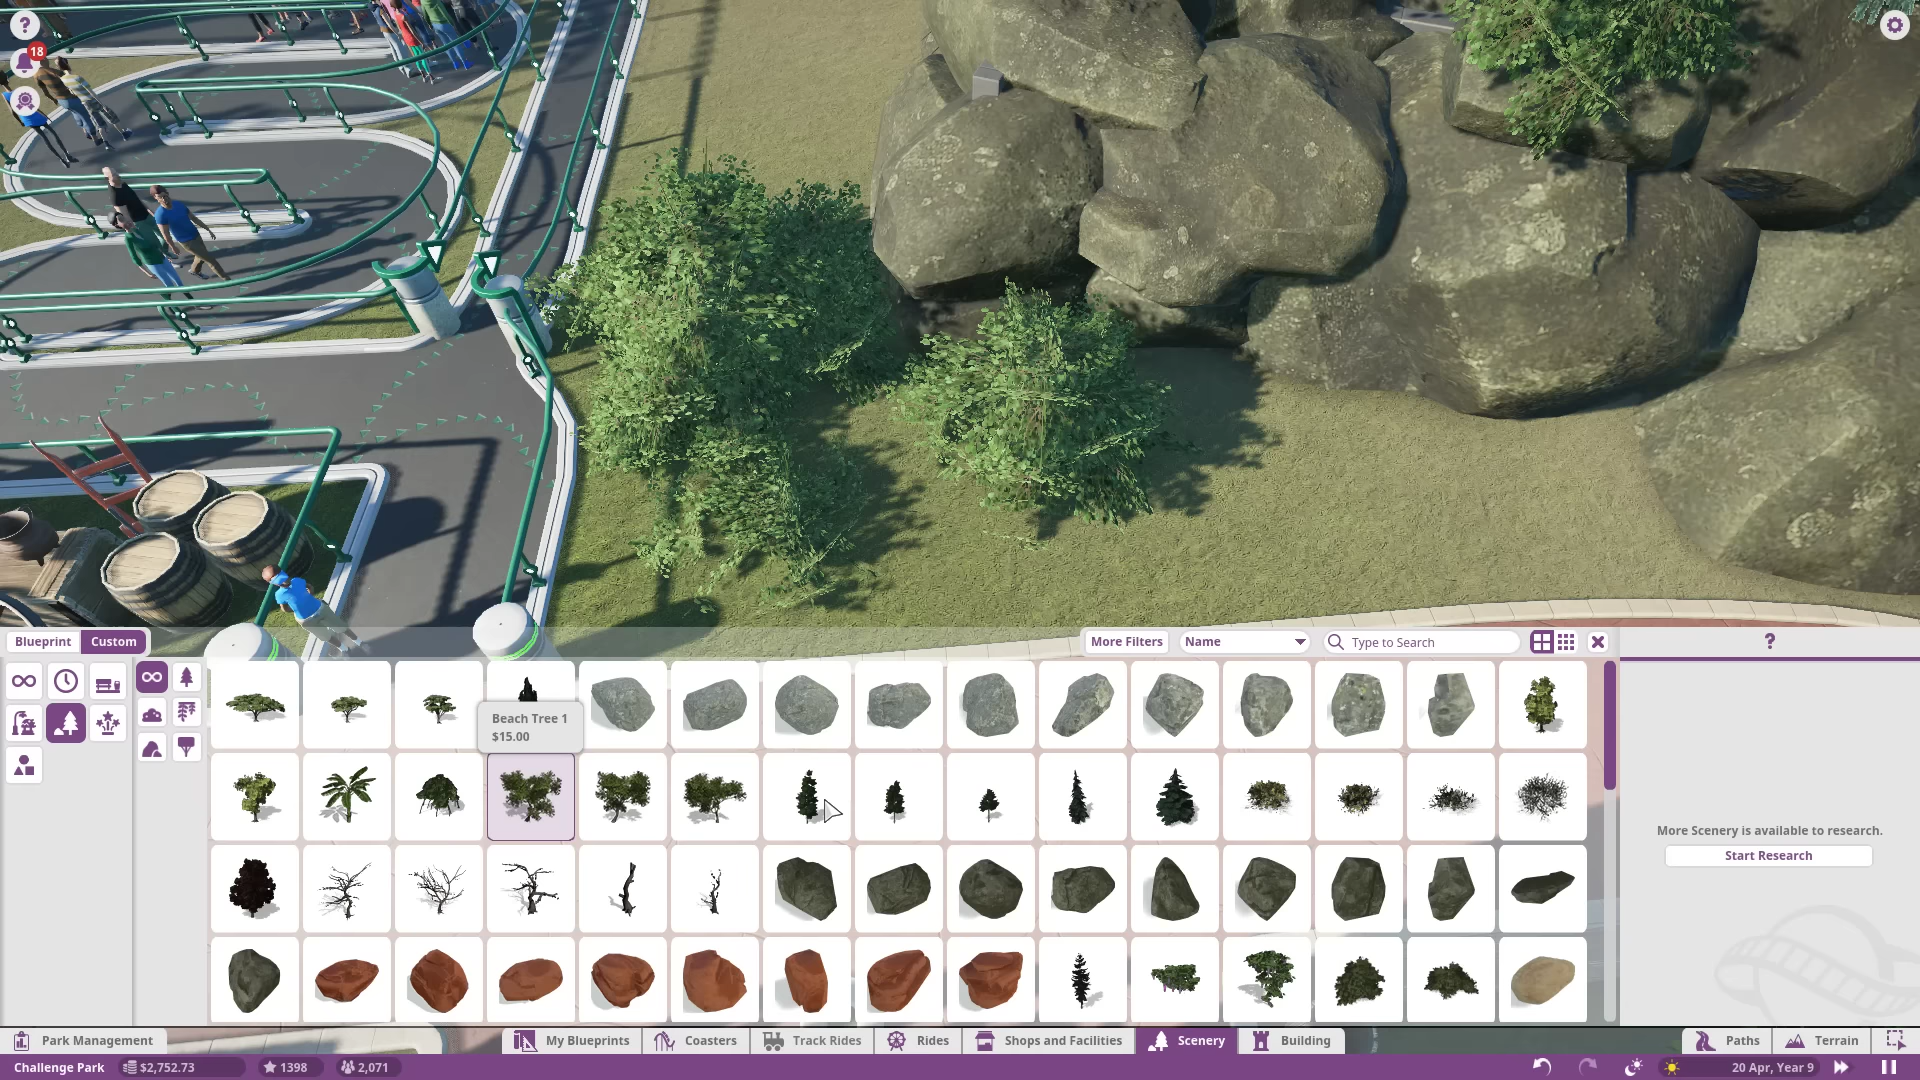 18
Blueprint
Custom
More Filters
Name
Type to Search
?
Beach Tree 1
$15.00
More Scenery is available to research.
Start Research
Park Management
My Blueprints
Coasters
Track Rides
Rides
Shops and Facilities
Scenery
Building
Paths
Terrain
Challenge Park
$2,752.73
1398
2,071
20 Apr, Year 9